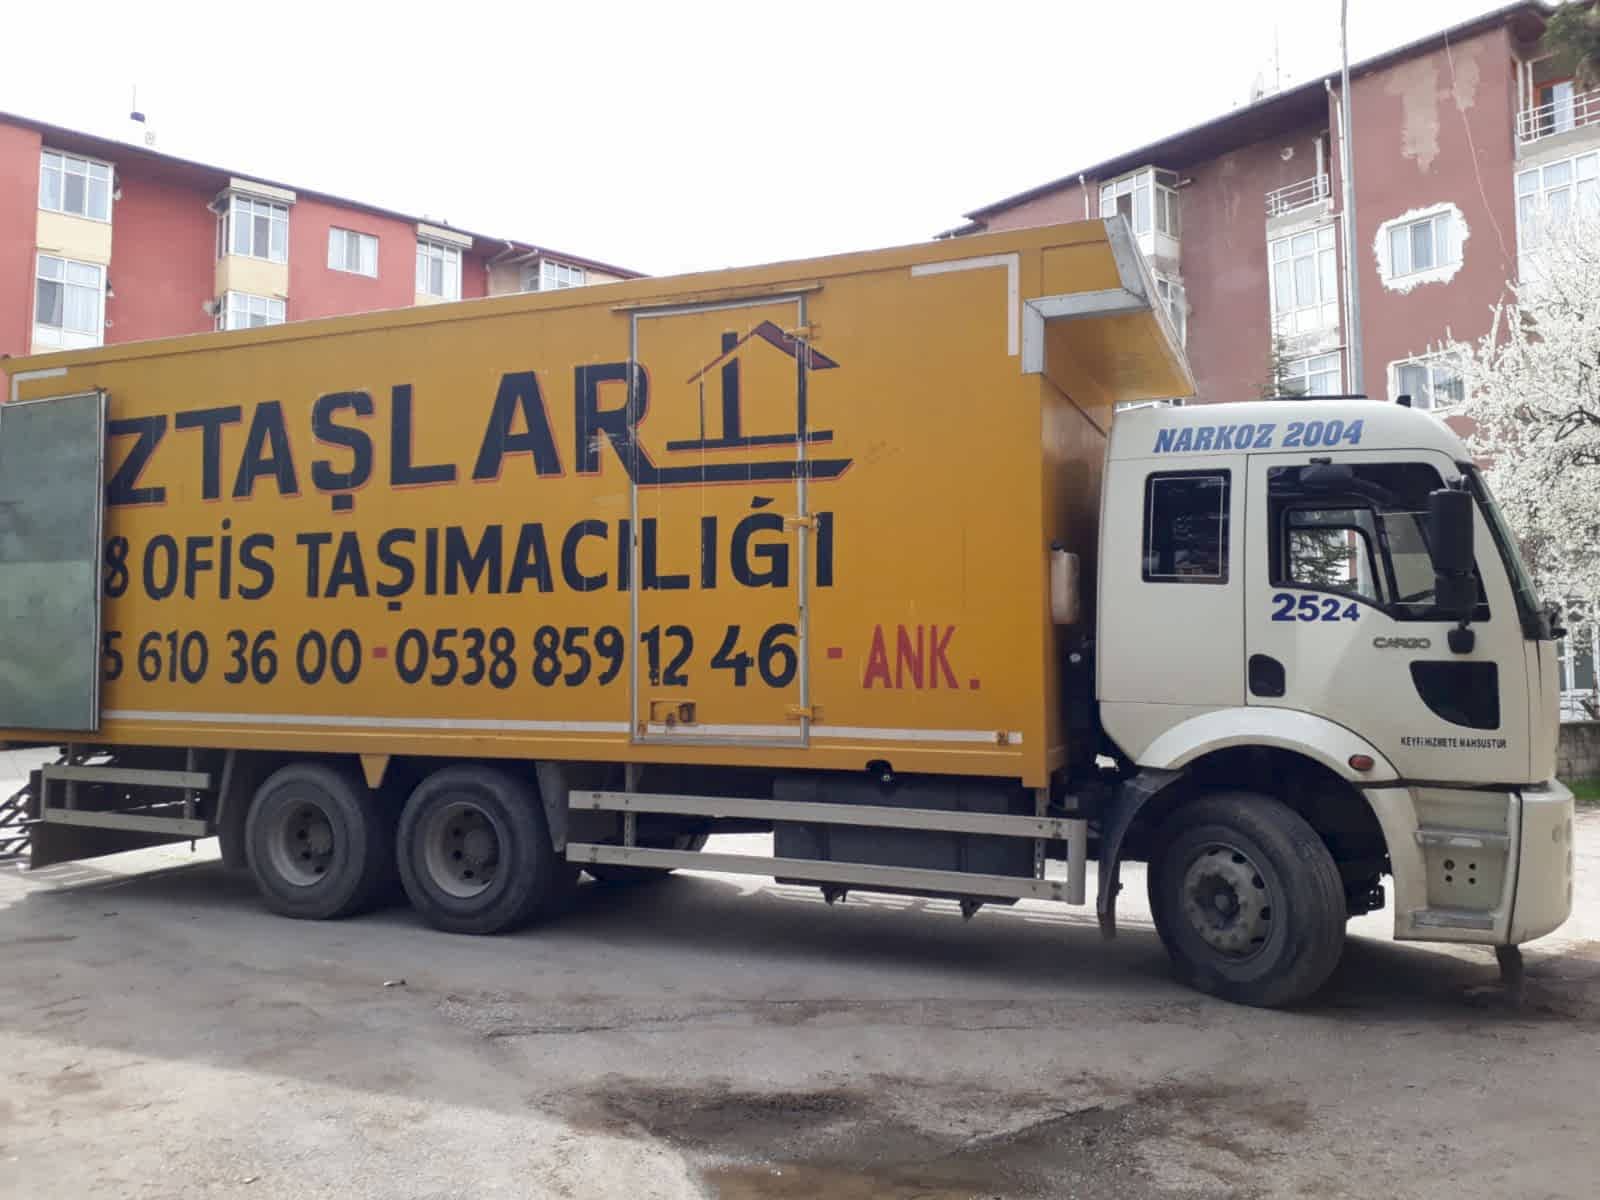 ZTAŞLAR
& OFİS TAŞIMACILIĞI
5 610 36 00 - 0538 859 12 46 - ANK.
NARKOZ 2004
2524
CARGO
KEYFİ HİZMETE MAHSUSTUR